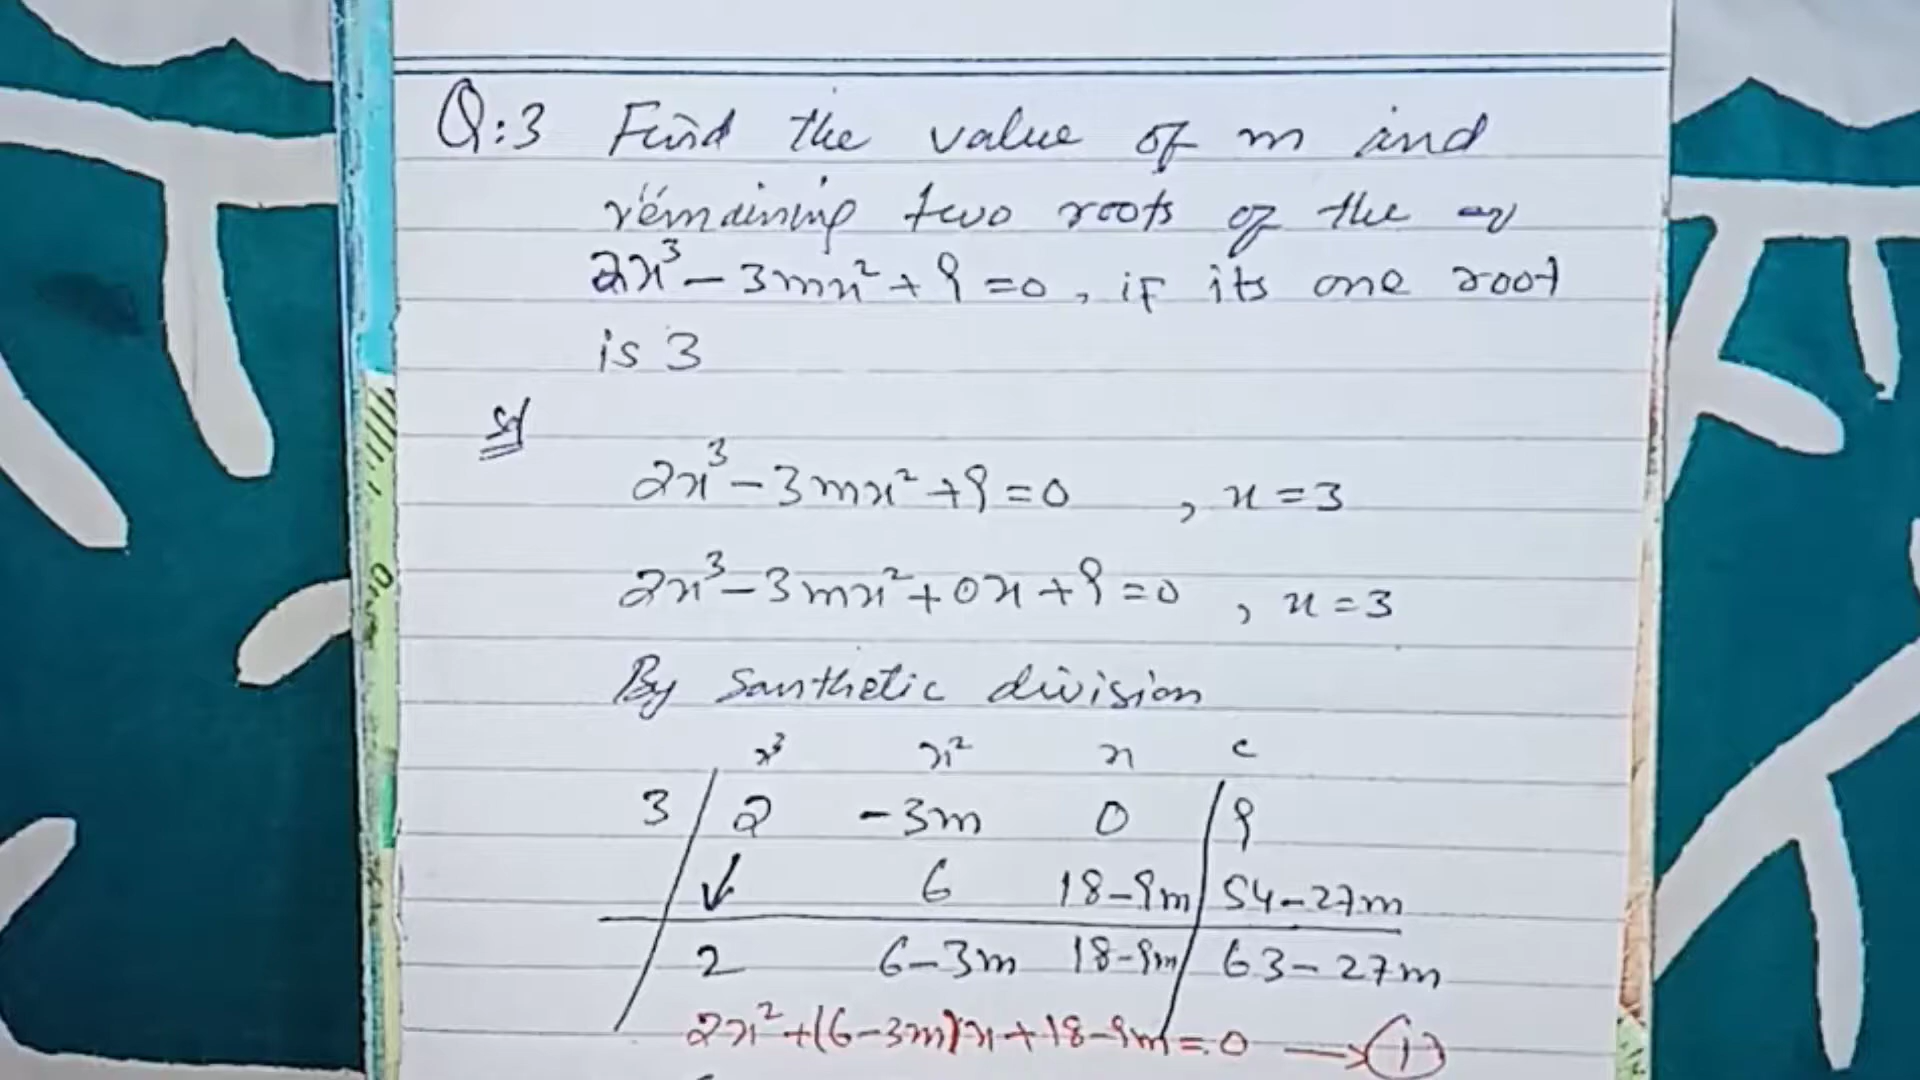 Q:3 Find the value of m and
remaining two roots of the eq
2x³-3mx²+9=0, if its one root
is 3
Sol
2x³-3mx²+9=0 , x=3
2x³-3mx²+0x+9=0 , x=3
By Santhetic division
x³ x² x c
3 2 -3m 0 9
↓ 6 18-9m 54-27m
2 6-3m 18-9m 63-27m
2x²+(6-3m)x+18-9m=0 → (i)